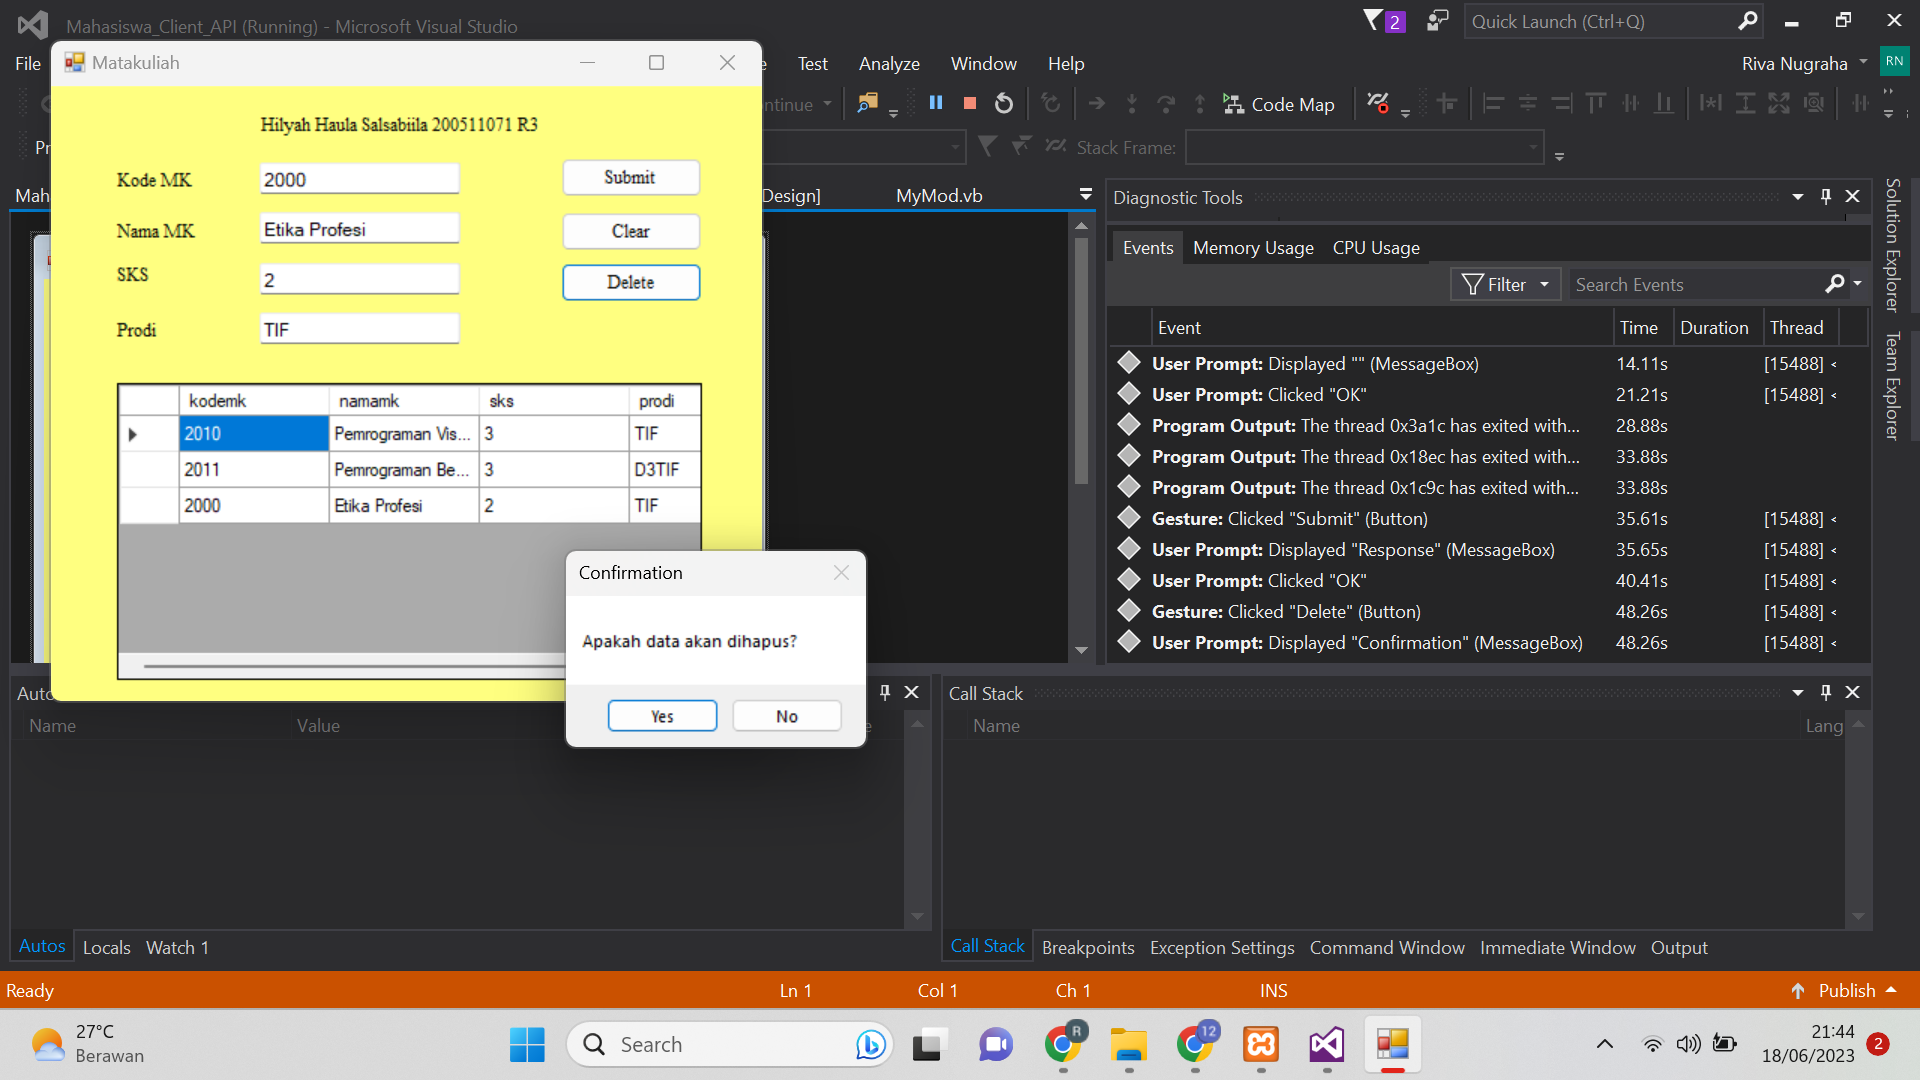 Mahasiswa_Client_API (Running) - Microsoft Visual Studio
2
Quick Launch (Ctrl+Q)
File
Test
Analyze
Window
Help
Riva Nugraha
RN
Code Map
Stack Frame:
Design]
MyMod.vb
Matakuliah
Hilyah Haula Salsabiila 200511071 R3
Kode MK
2000
Submit
Nama MK
Etika Profesi
Clear
SKS
2
Delete
Prodi
TIF
kodemk namamk sks prodi
2010 Pemrograman Vis... 3 TIF
2011 Pemrograman Be... 3 D3TIF
2000 Etika Profesi 2 TIF
Confirmation
Apakah data akan dihapus?
Yes
No
Diagnostic Tools
Events
Memory Usage
CPU Usage
Filter
Search Events
Event Time Duration Thread
User Prompt: Displayed "" (MessageBox) 14.11s [15488]
User Prompt: Clicked "OK" 21.21s [15488]
Program Output: The thread 0x3a1c has exited with... 28.88s
Program Output: The thread 0x18ec has exited with... 33.88s
Program Output: The thread 0x1c9c has exited with... 33.88s
Gesture: Clicked "Submit" (Button) 35.61s [15488]
User Prompt: Displayed "Response" (MessageBox) 35.65s [15488]
User Prompt: Clicked "OK" 40.41s [15488]
Gesture: Clicked "Delete" (Button) 48.26s [15488]
User Prompt: Displayed "Confirmation" (MessageBox) 48.26s [15488]
Solution Explorer
Team Explorer
Name Value
Autos
Locals
Watch 1
Call Stack
Name
Lang
Call Stack
Breakpoints
Exception Settings
Command Window
Immediate Window
Output
Ready
Ln 1
Col 1
Ch 1
INS
Publish
27°C
Berawan
Search
R
12
21:44
18/06/2023
2